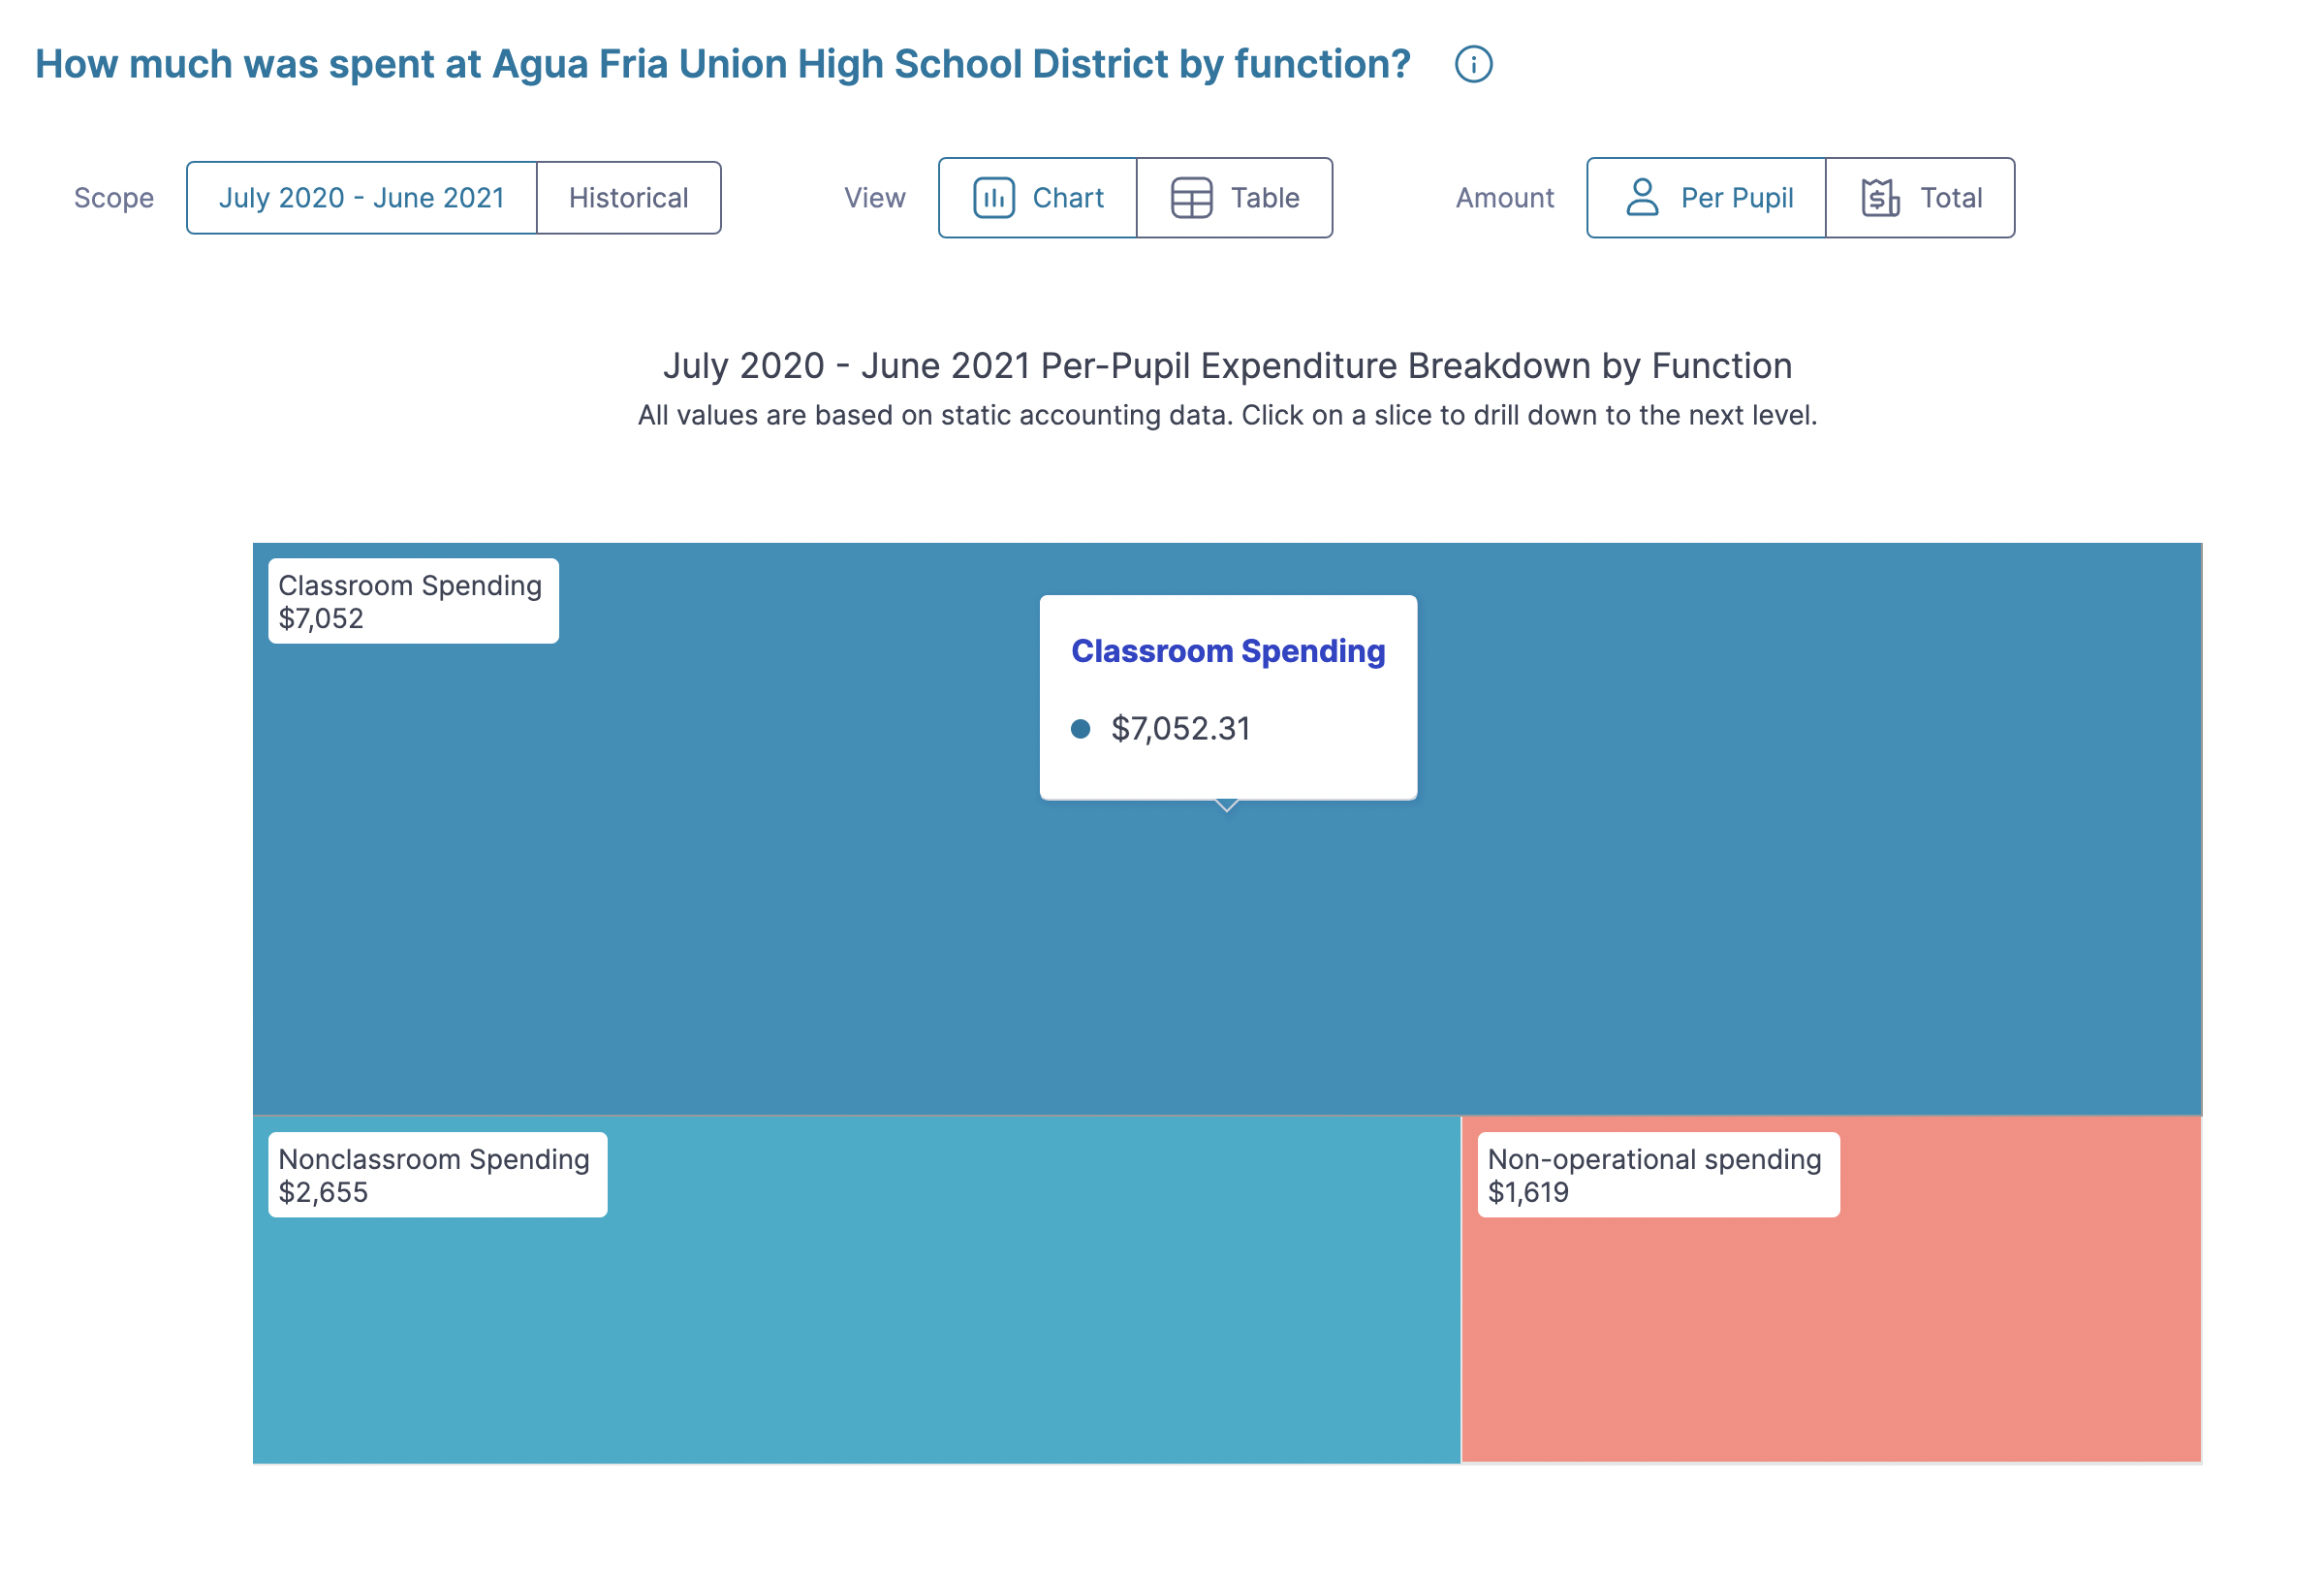 How much was spent at Agua Fria Union High School District by function?
Scope July 2020 - June 2021 Historical View Chart Table Amount Per Pupil Total
July 2020 - June 2021 Per-Pupil Expenditure Breakdown by Function
All values are based on static accounting data. Click on a slice to drill down to the next level.
Classroom Spending
$7,052
Classroom Spending
$7,052.31
Nonclassroom Spending
$2,655
Non-operational spending
$1,619